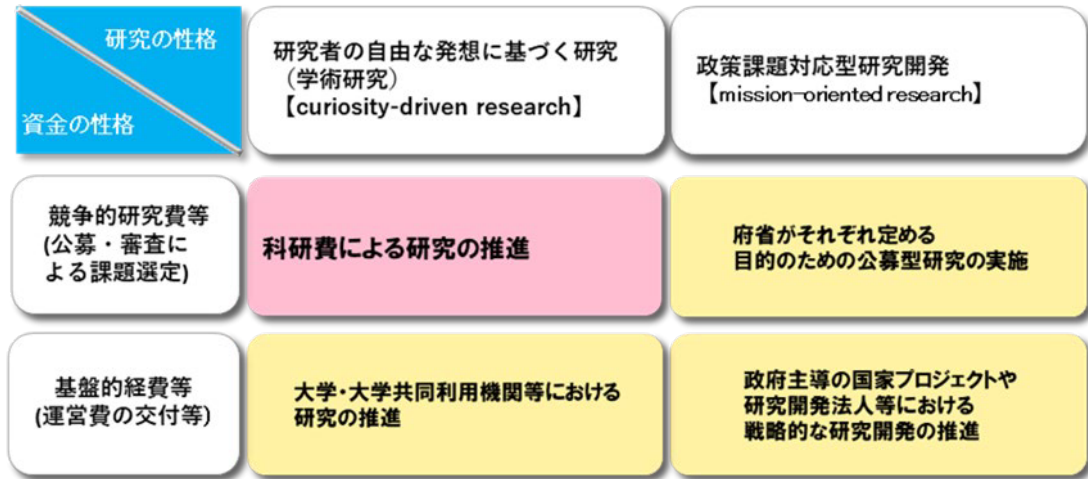 研究の性格
資金の性格
研究者の自由な発想に基づく研究
（学術研究）
【curiosity-driven research】
政策課題対応型研究開発
【mission-oriented research】
競争的研究費等
(公募・審査に
よる課題選定)
科研費による研究の推進
府省がそれぞれ定める
目的のための公募型研究の実施
基盤的経費等
(運営費の交付等)
大学・大学共同利用機関等における
研究の推進
政府主導の国家プロジェクトや
研究開発法人等における
戦略的な研究開発の推進